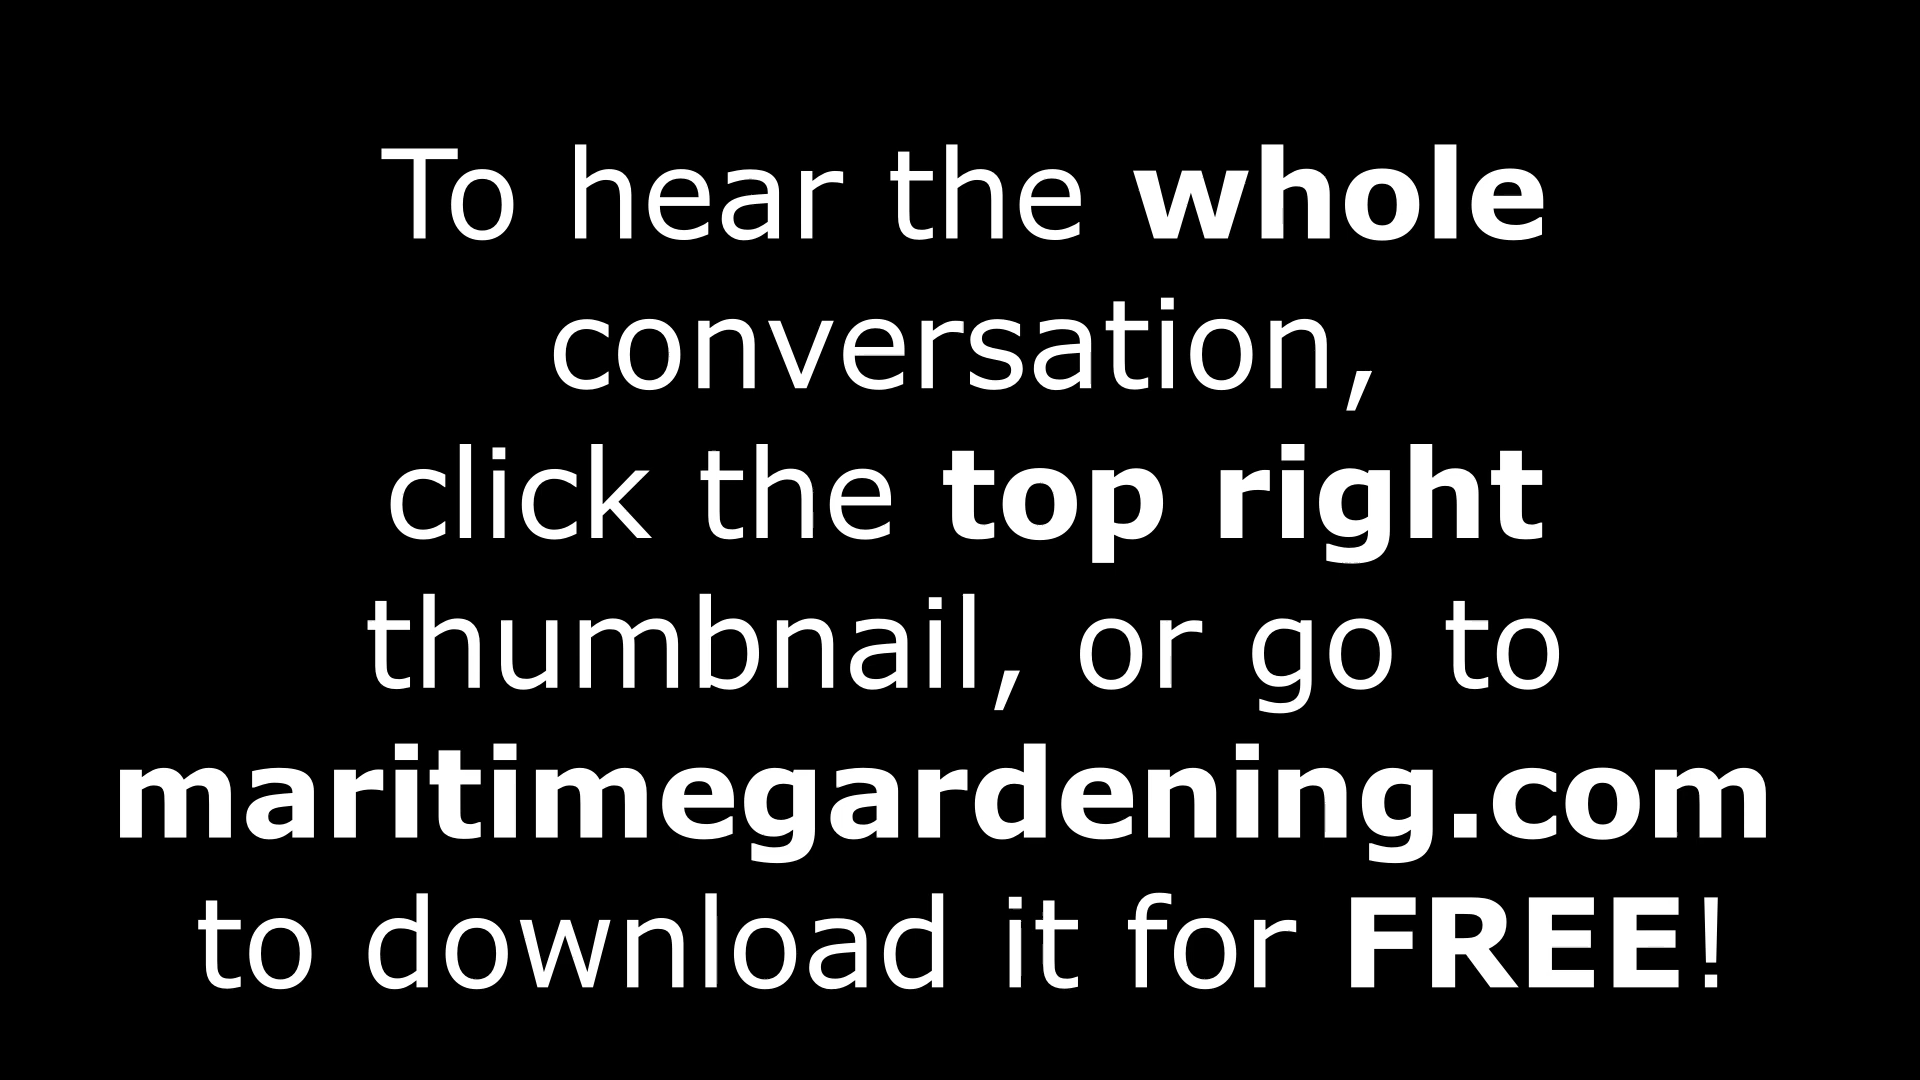 To hear the whole
conversation,
click the top right
thumbnail, or go to
maritimegardening.com
to download it for FREE!